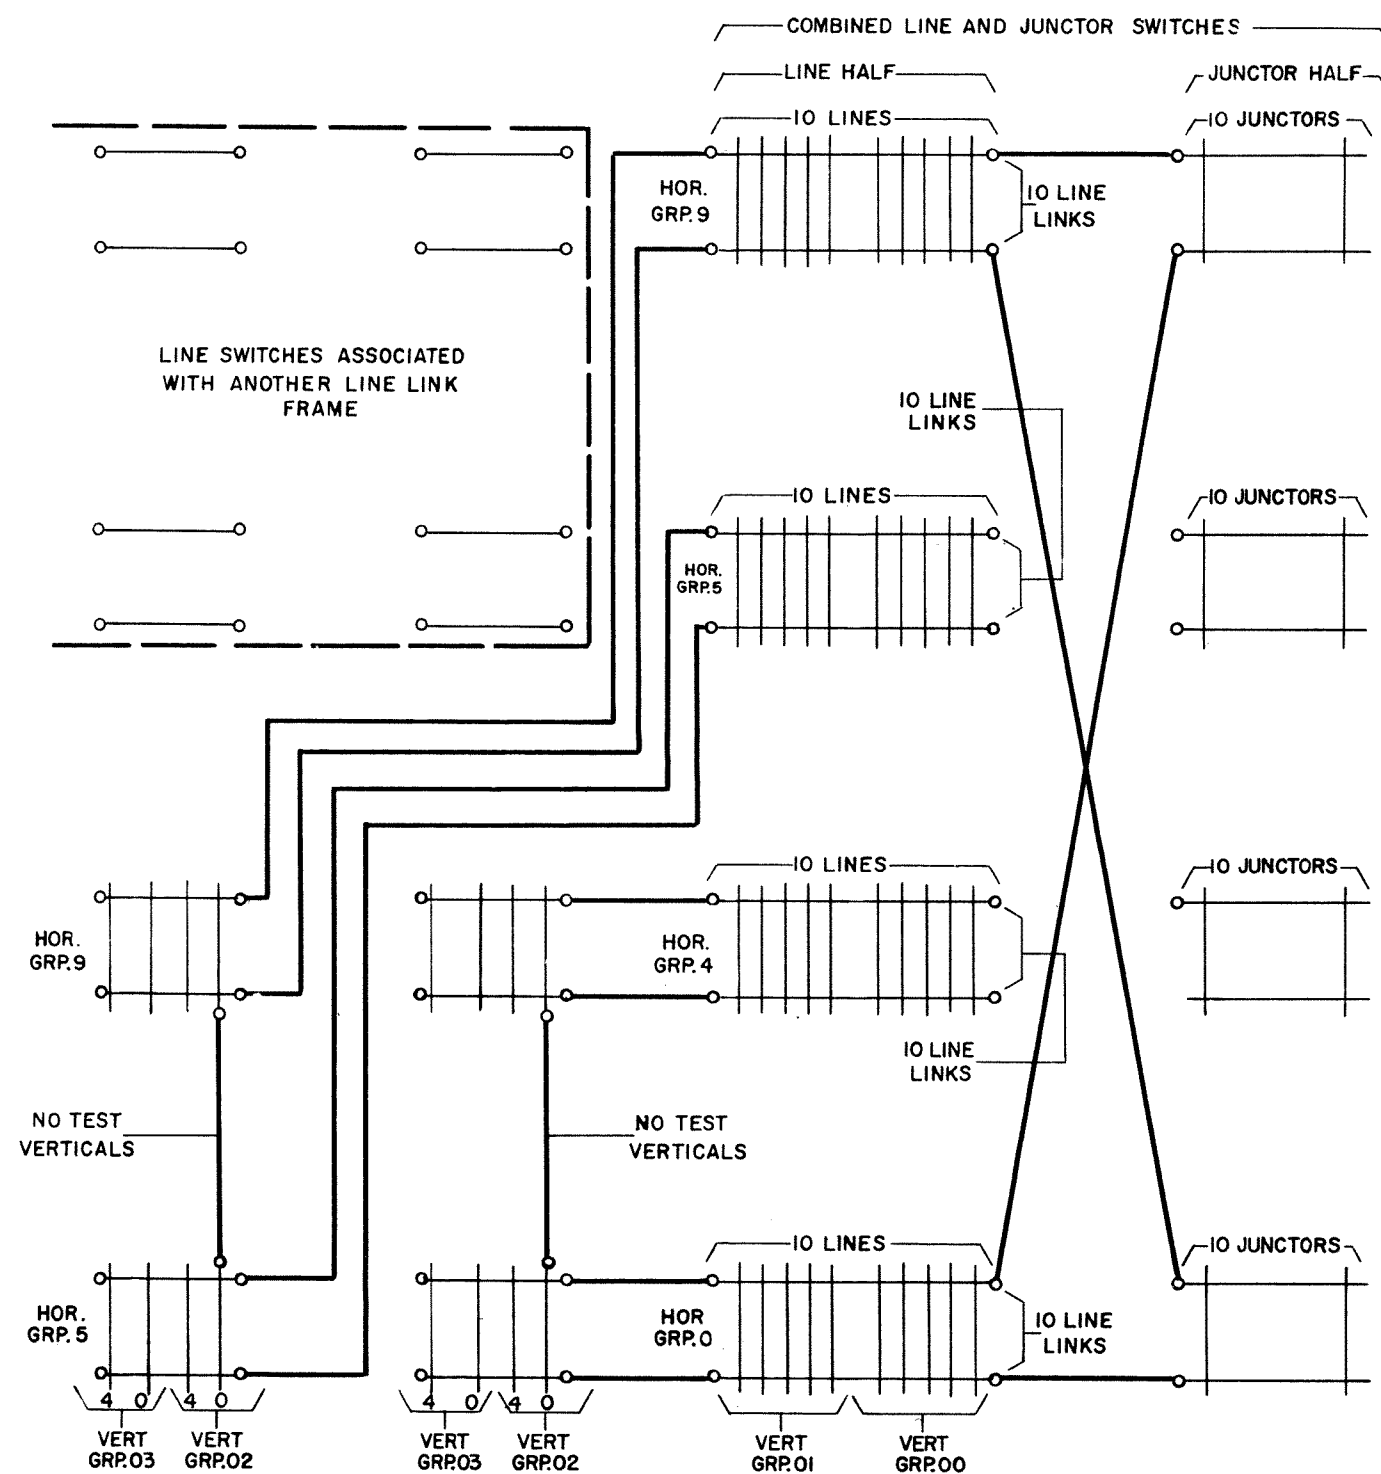 COMBINED LINE AND JUNCTOR SWITCHES
LINE HALF
JUNCTOR HALF
10 LINES
10 JUNCTORS
HOR.
GRP. 9
10 LINE
LINKS
LINE SWITCHES ASSOCIATED
WITH ANOTHER LINE LINK
FRAME
10 LINE
LINKS
10 LINES
10 JUNCTORS
HOR.
GRP.5
10 LINES
10 JUNCTORS
HOR.
GRP.9
HOR.
GRP. 4
10 LINE
LINKS
NO TEST
VERTICALS
NO TEST
VERTICALS
10 LINES
10 JUNCTORS
HOR.
GRP. 5
HOR
GRP.0
10 LINE
LINKS
4 0 4 0 4 0 4 0
VERT
GRP.03
VERT
GRP.02
VERT
GRP.03
VERT
GRP.02
VERT
GRP.01
VERT
GRP.00